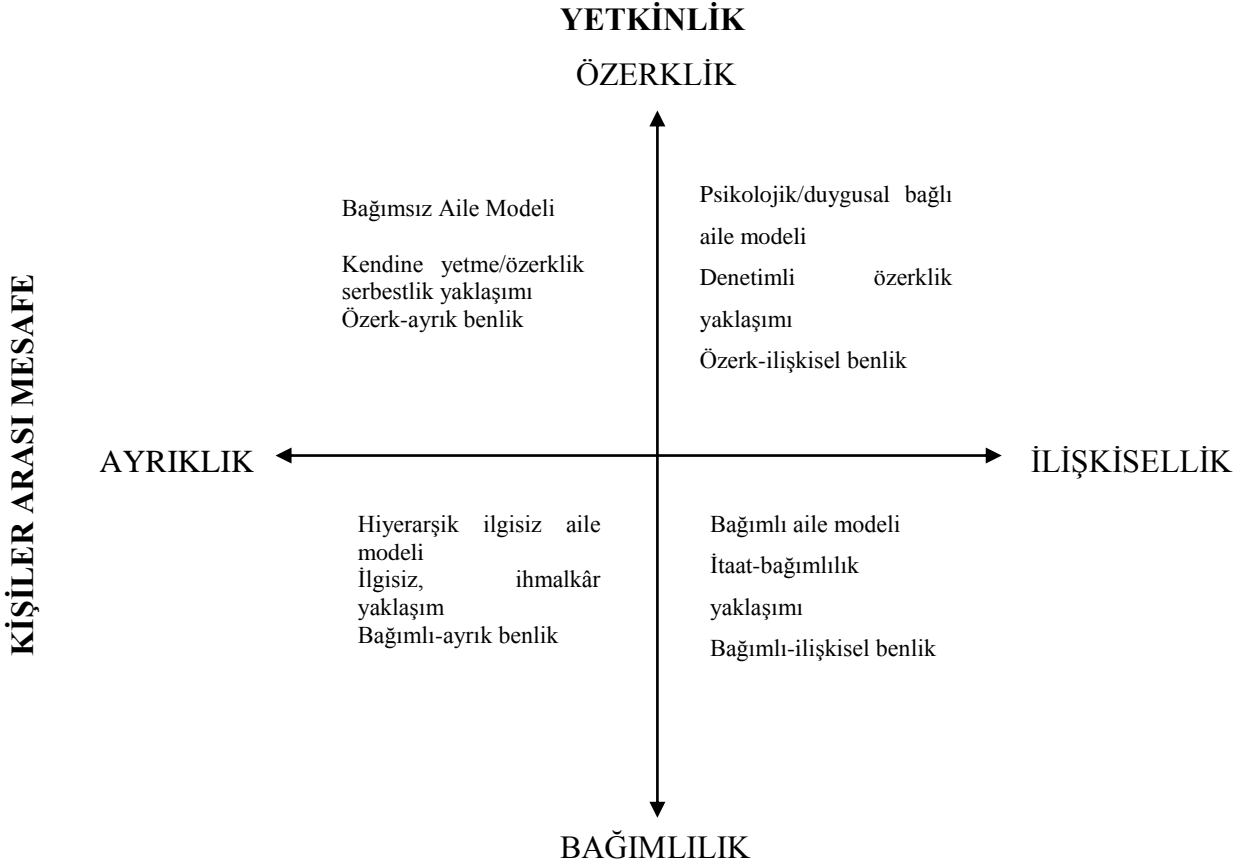 YETKİNLİK
ÖZERKLİK
Bağımsız Aile Modeli
Kendine yetme/özerklik
serbestlik yaklaşımı
Özerk-ayrık benlik
Psikolojik/duygusal bağlı
aile modeli
Denetimli özerklik
yaklaşımı
Özerk-ilişkisel benlik
KİŞİLER ARASI MESAFE
AYRIKLIK
İLİŞKİSELLİK
Hiyerarşik ilgisiz aile
modeli
İlgisiz, ihmalkâr
yaklaşım
Bağımlı-ayrık benlik
Bağımlı aile modeli
İtaat-bağımlılık
yaklaşımı
Bağımlı-ilişkisel benlik
BAĞIMLILIK